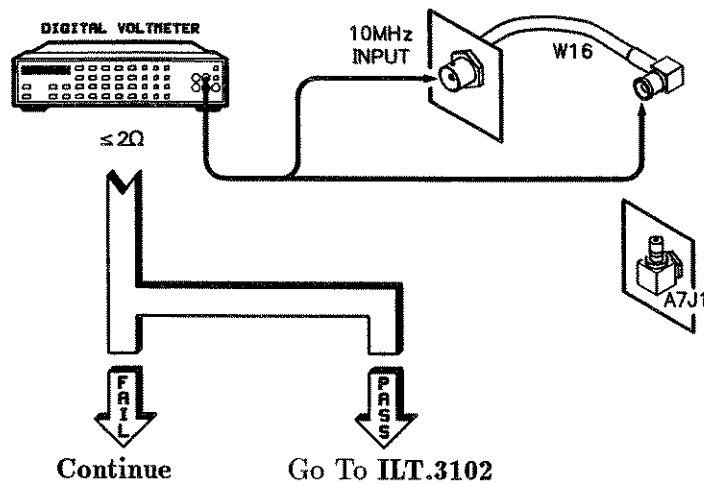 DIGITAL VOLTMETER
10MHz
INPUT
W16
≤2Ω
A7J1
FAIL
PASS
Continue
Go To ILT.3102